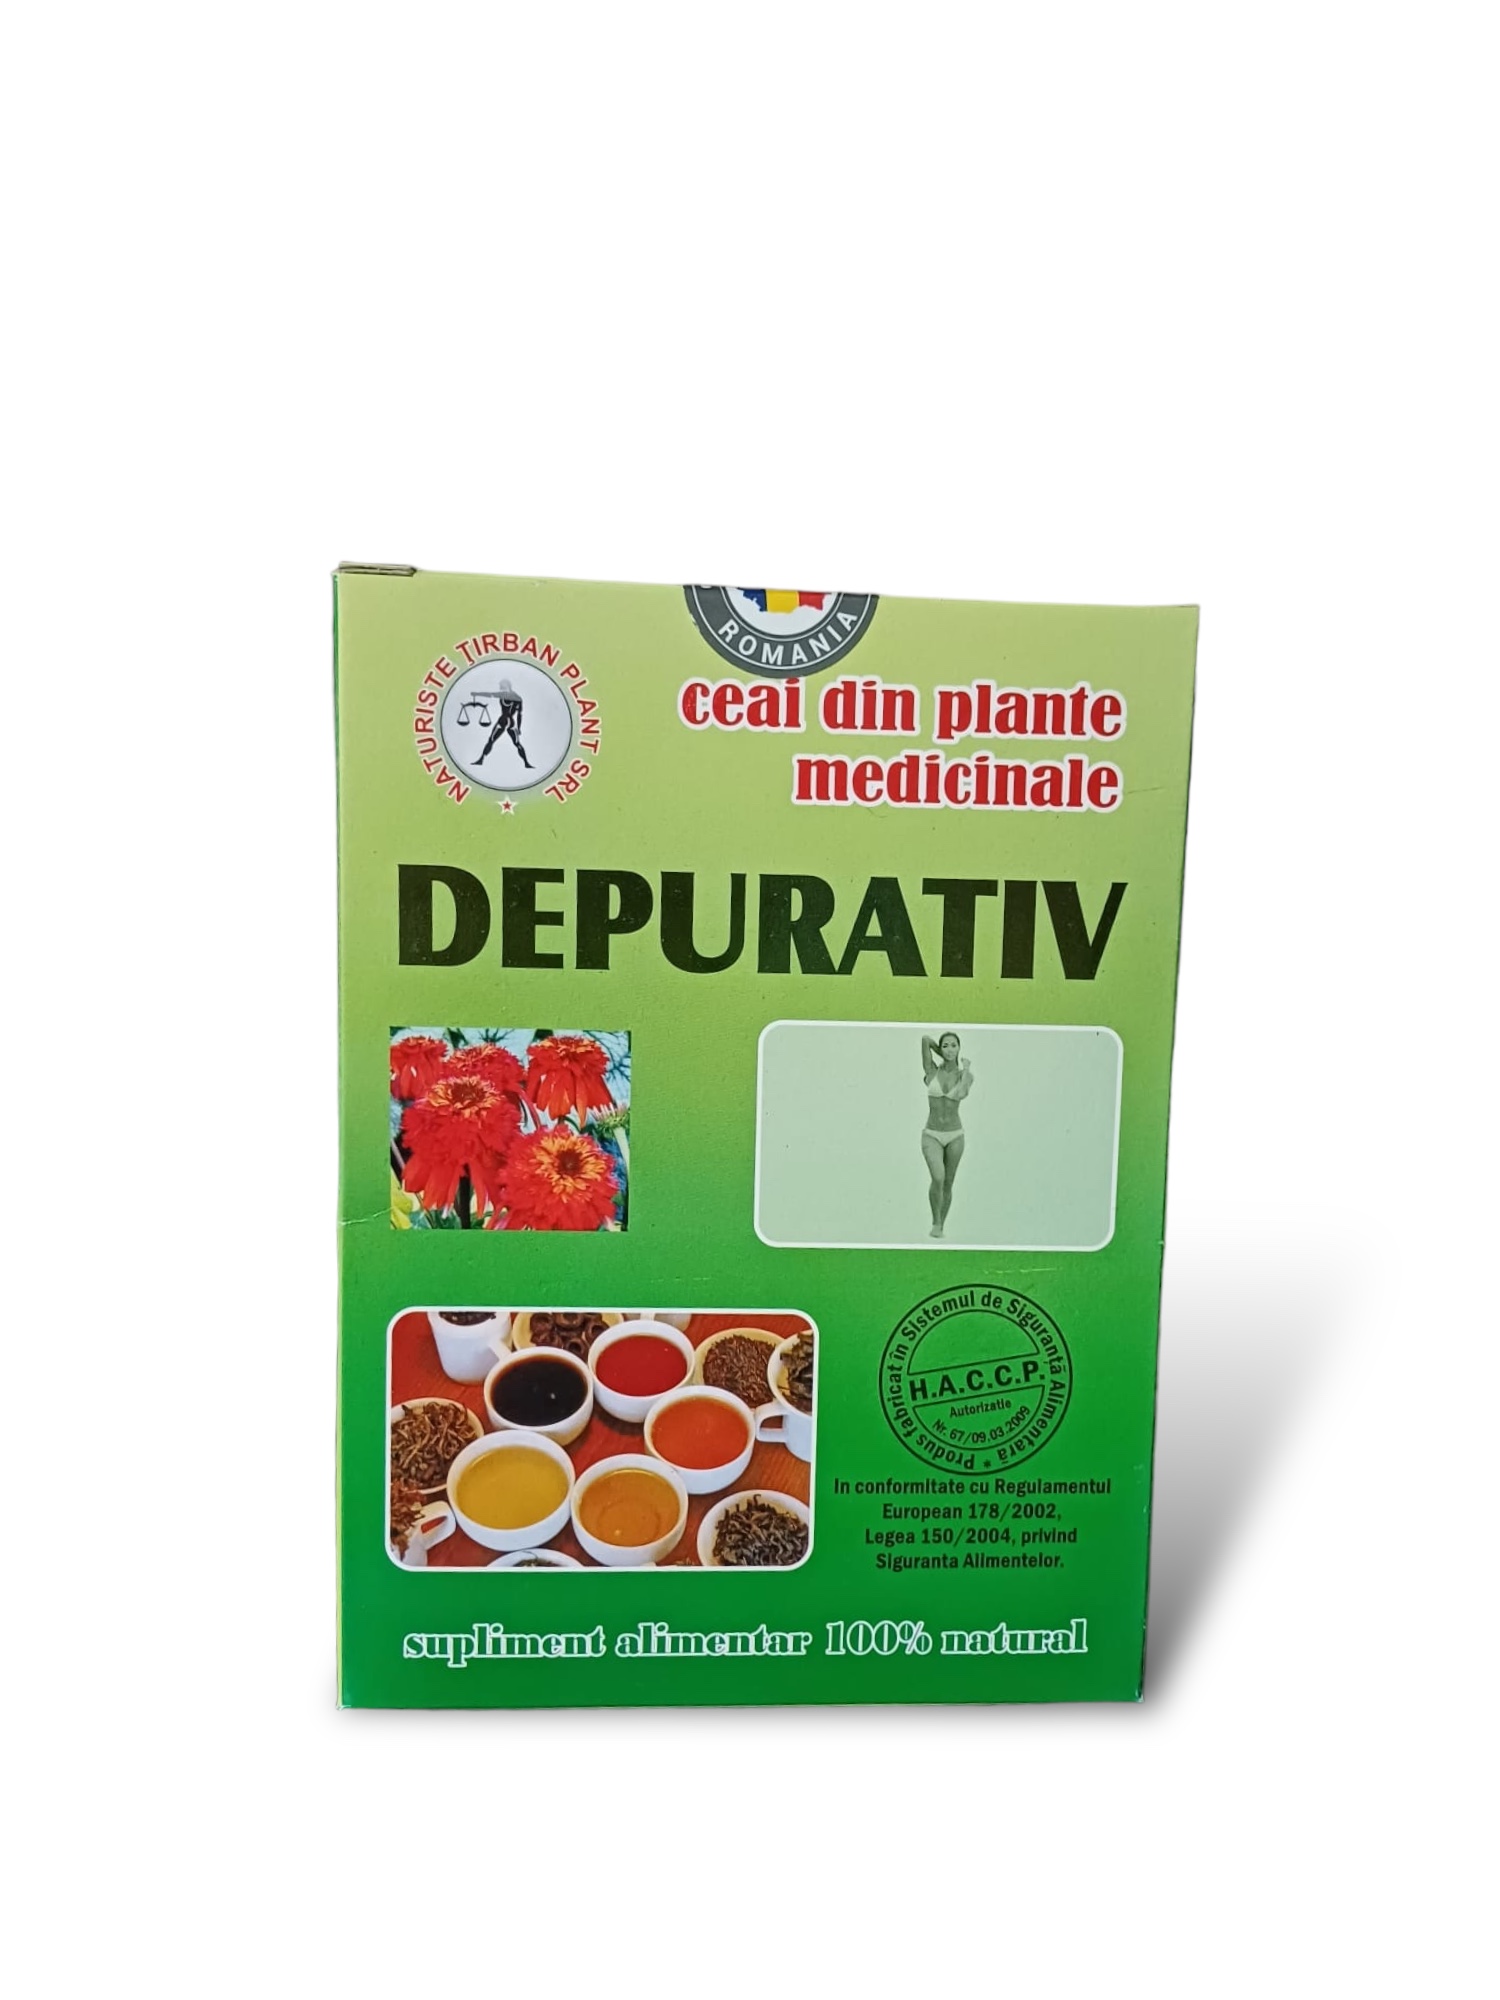 ROMANIA
NATURISTE ŢIRBAN PLANT SRL
ceai din plante
medicinale
DEPURATIV
Produs fabricat în Sistemul de Siguranţă Alimentară *
H.A.C.C.P.
Autorizatie
Nr. 67/09.03.2009
In conformitate cu Regulamentul
European 178/2002,
Legea 150/2004, privind
Siguranta Alimentelor.
supliment alimentar 100% natural